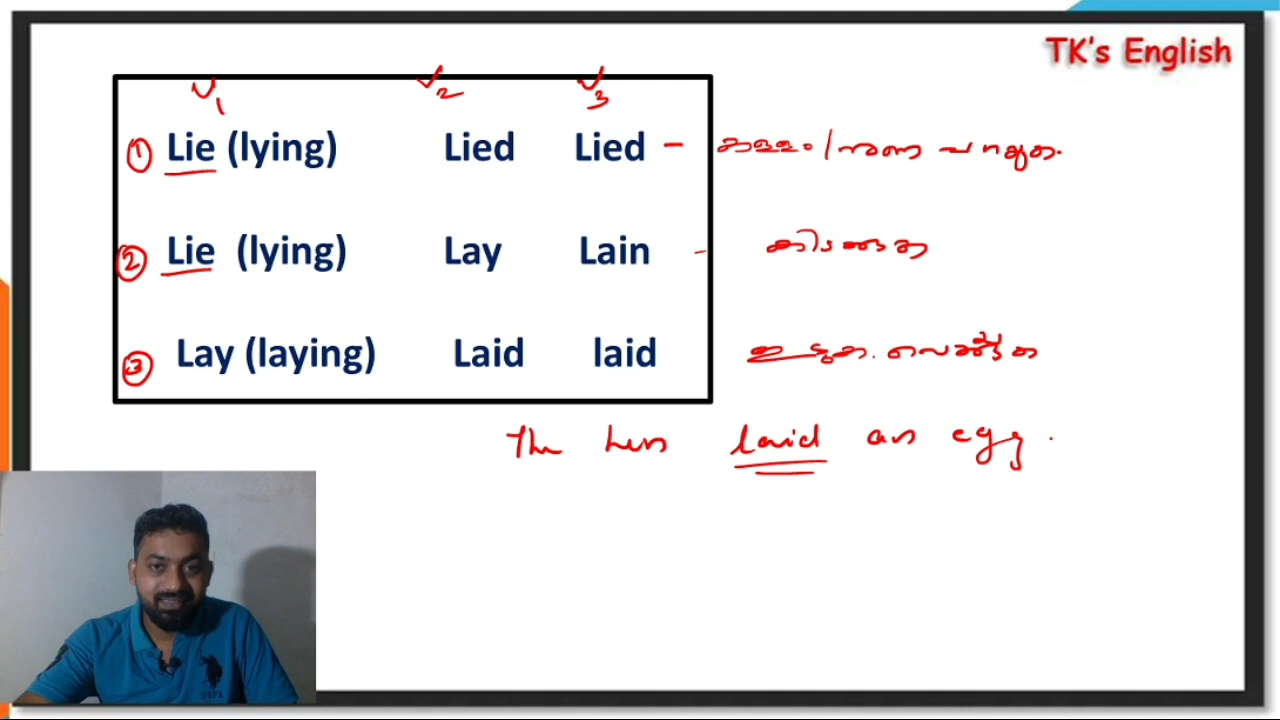 TK's English
V1 V2 V3
① Lie (lying) Lied Lied - കള്ളം / നുണ പറയുക.
② Lie (lying) Lay Lain - കിടക്കുക
③ Lay (laying) Laid laid ഇടുക.
The hen laid an egg.
USPA